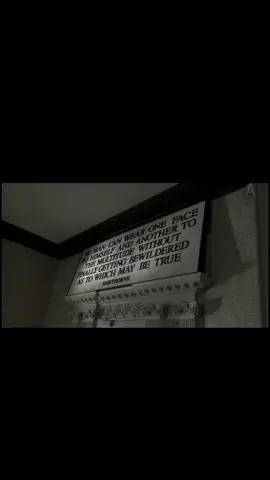 NO MAN CAN WEAR ONE FACE
TO HIMSELF AND ANOTHER TO
THE MULTITUDE WITHOUT
FINALLY GETTING BEWILDERED
AS TO WHICH MAY BE TRUE
HAWTHORNE